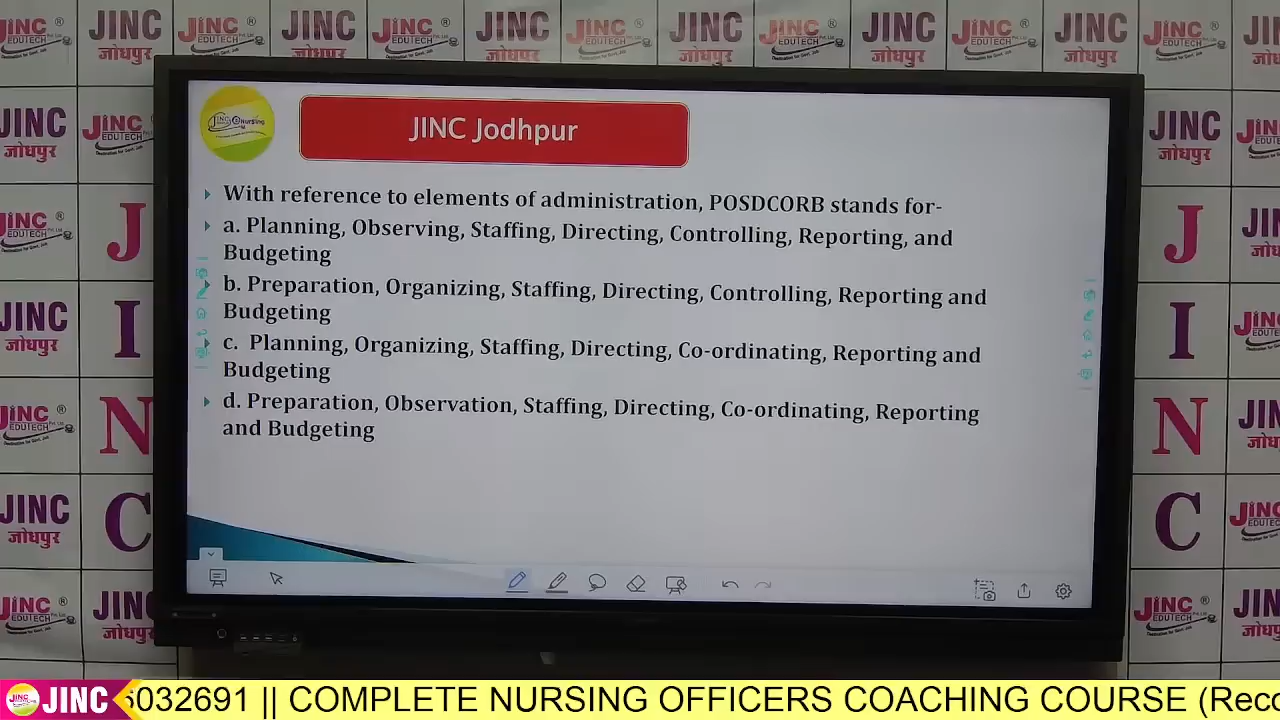 JINC Jodhpur
With reference to elements of administration, POSDCORB stands for-
a. Planning, Observing, Staffing, Directing, Controlling, Reporting, and
Budgeting
b. Preparation, Organizing, Staffing, Directing, Controlling, Reporting and
Budgeting
c. Planning, Organizing, Staffing, Directing, Co-ordinating, Reporting and
Budgeting
d. Preparation, Observation, Staffing, Directing, Co-ordinating, Reporting
and Budgeting
J
I
N
C
J
I
N
C
JINC
जोधपुर
JINC
EDUTECH
JINC 6032691 || COMPLETE NURSING OFFICERS COACHING COURSE (Reco